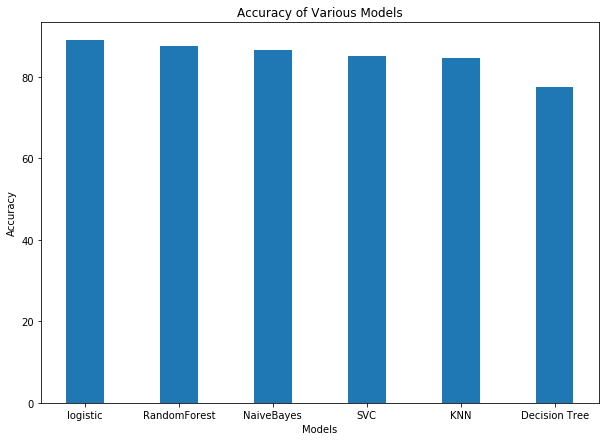 Accuracy of Various Models
Accuracy
80
60
40
20
0
logistic RandomForest NaiveBayes SVC KNN Decision Tree
Models